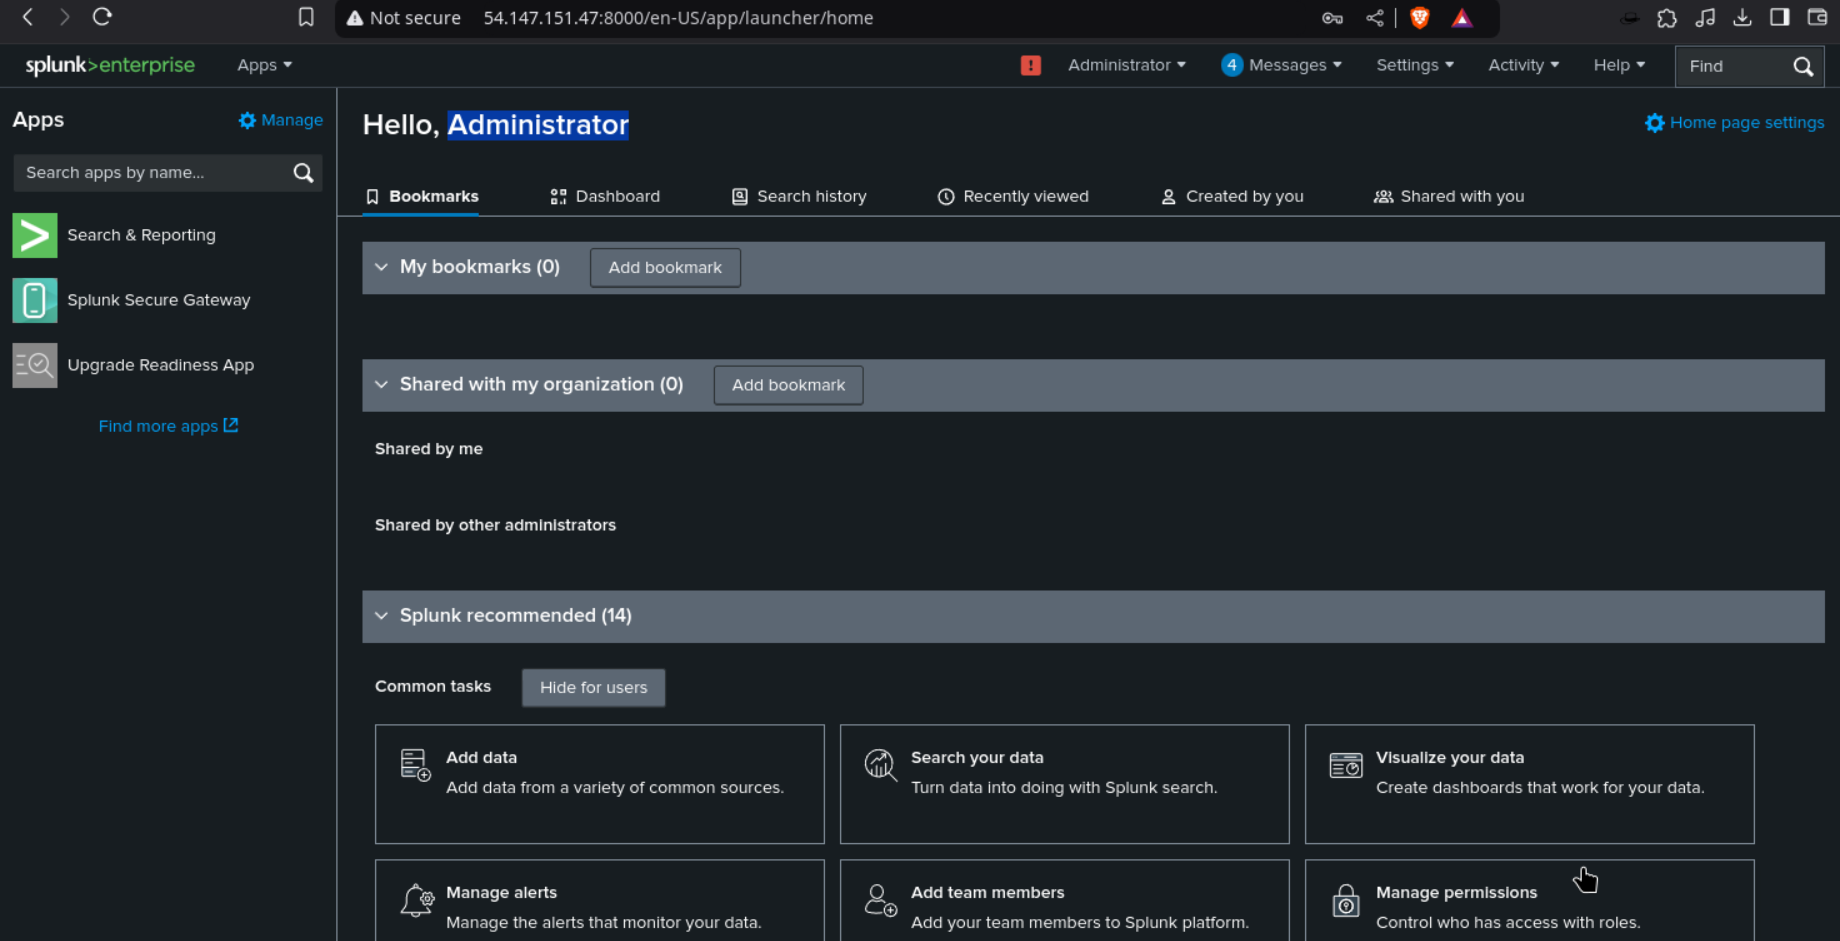 Not secure 54.147.151.47:8000/en-US/app/launcher/home
splunk>enterprise Apps ! Administrator 4 Messages Settings Activity Help Find
Apps Manage
Hello, Administrator
Home page settings
Search apps by name...
Bookmarks Dashboard Search history Recently viewed Created by you Shared with you
Search & Reporting
Splunk Secure Gateway
Upgrade Readiness App
Find more apps
My bookmarks (0) Add bookmark
Shared with my organization (0) Add bookmark
Shared by me
Shared by other administrators
Splunk recommended (14)
Common tasks Hide for users
Add data
Add data from a variety of common sources.
Search your data
Turn data into doing with Splunk search.
Visualize your data
Create dashboards that work for your data.
Manage alerts
Manage the alerts that monitor your data.
Add team members
Add your team members to Splunk platform.
Manage permissions
Control who has access with roles.